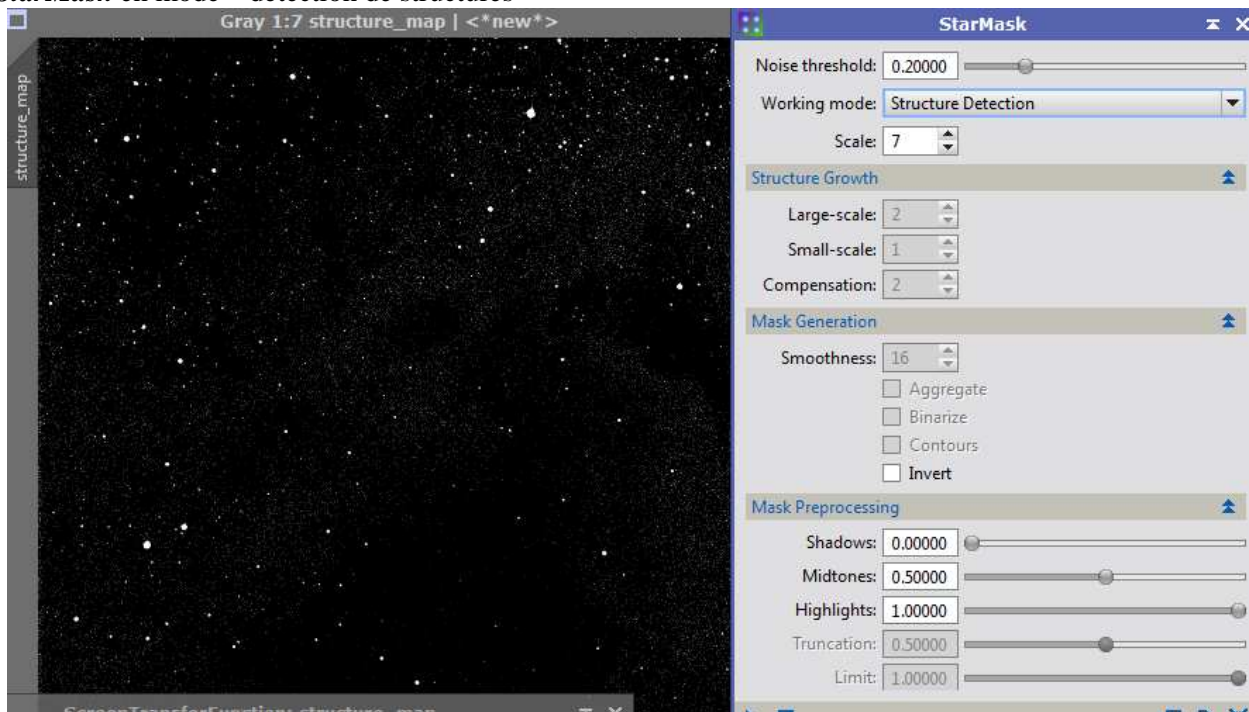 StarMask en mode détection de structures
Gray 1:7 structure_map | <*new*>
structure_map
StarMask
Noise threshold: 0.20000
Working mode: Structure Detection
Scale: 7
Structure Growth
Large-scale: 2
Small-scale: 1
Compensation: 2
Mask Generation
Smoothness: 16
Aggregate
Binarize
Contours
Invert
Mask Preprocessing
Shadows: 0.00000
Midtones: 0.50000
Highlights: 1.00000
Truncation: 0.50000
Limit: 1.00000
ScreenTransferFunction: structure_map